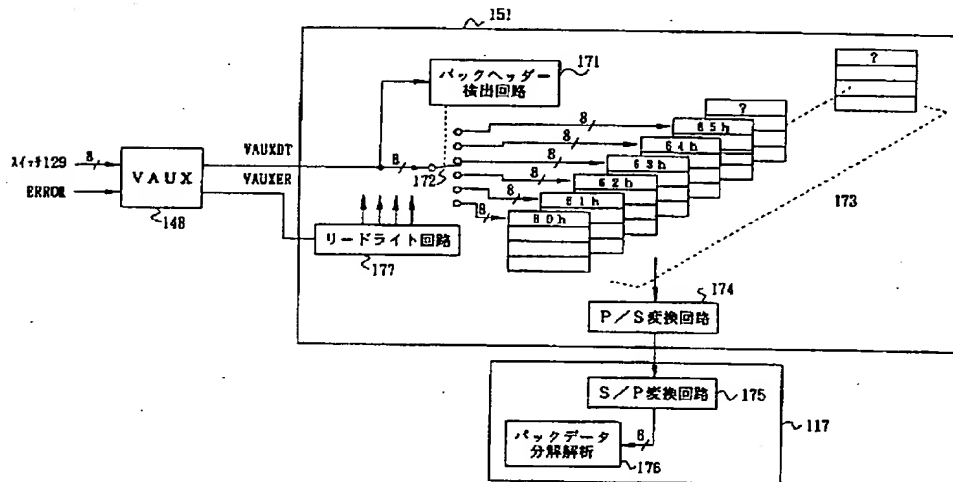 151
171
パックヘッダー
検出回路
?
?
65h
64h
63h
62h
61h
60h
8
8
8
8
8
8
173
スイッチ129
8
ERROR
VAUX
148
VAUXDT
VAUXER
8
172
リードライト回路
177
174
P/S変換回路
S/P変換回路
175
8
パックデータ
分解解析
176
117